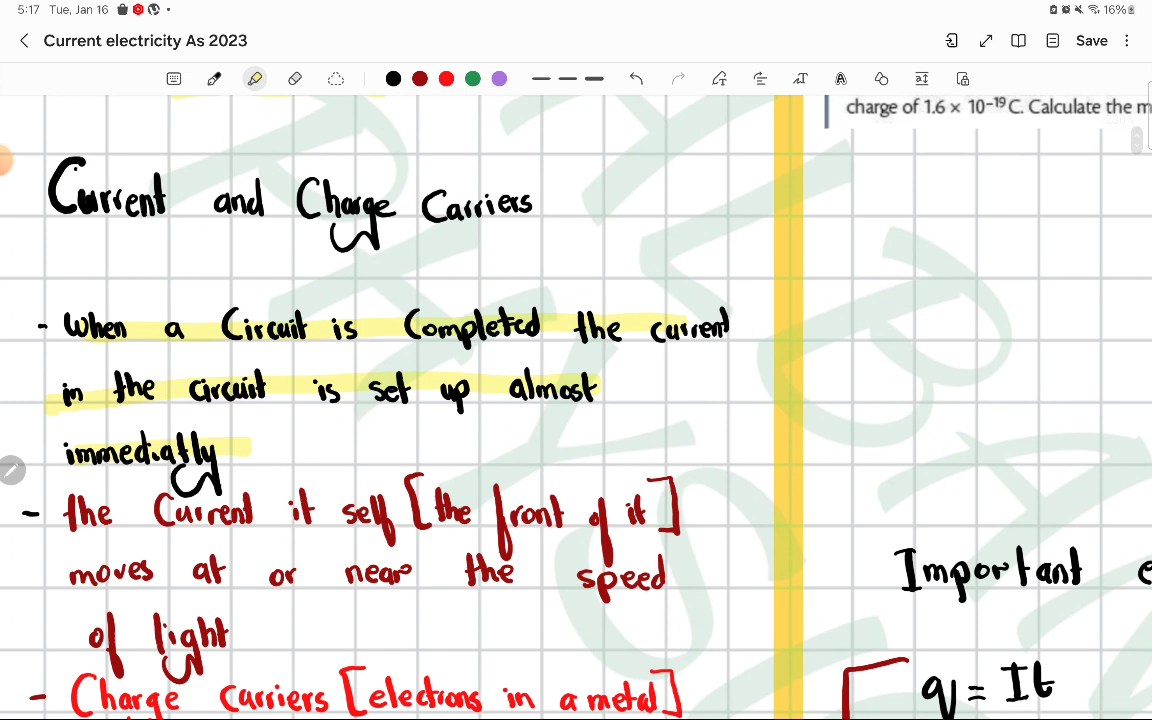 5:17 Tue, Jan 16
16%
Current electricity As 2023
Save
charge of 1.6 × 10⁻¹⁹ C. Calculate the m
Current and Charge Carriers
- When a Circuit is Completed the current
in the circuit is set up almost
immediatly
- the Current it self [the front of it]
moves at or near the speed
of light
- Charge carriers [electrons in a metal]
Important e
q = It